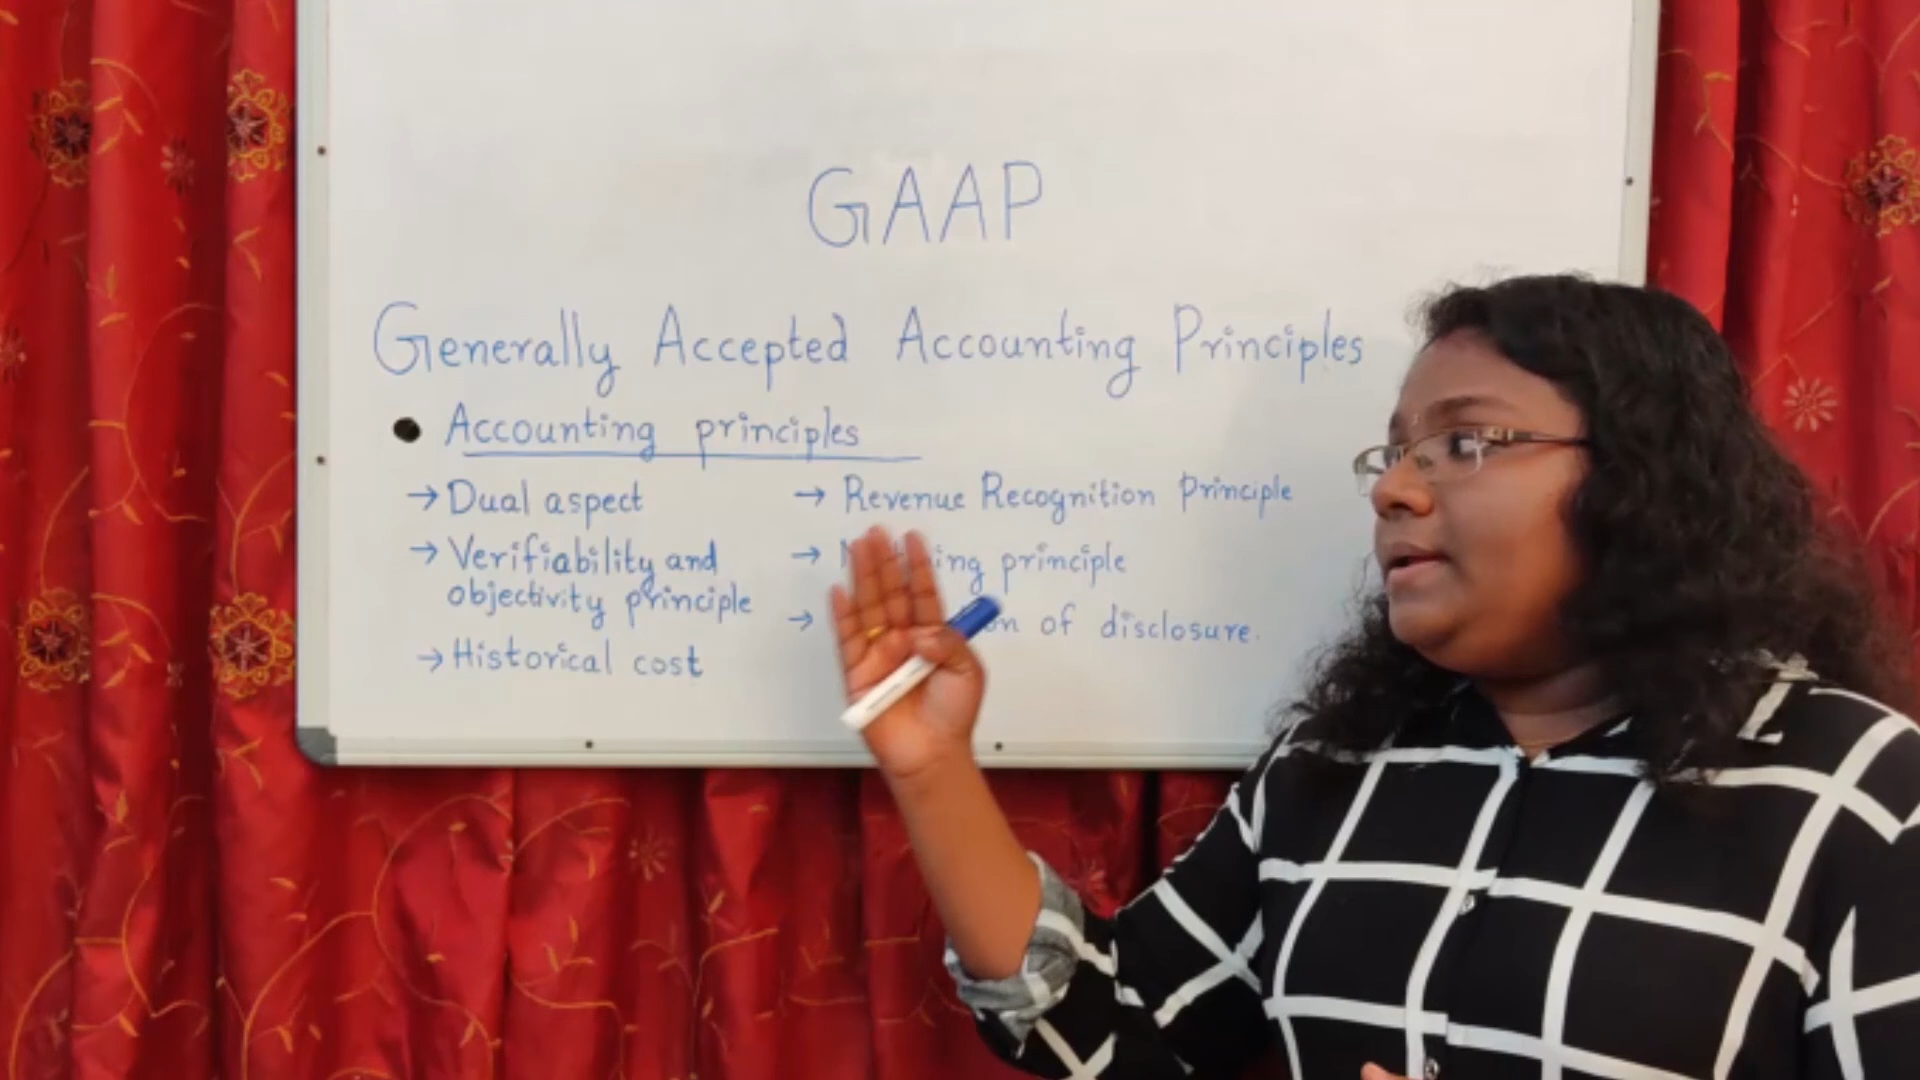 GAAP
Generally Accepted Accounting Principles
Accounting principles
→ Dual aspect
→ Verifiability and
objectivity principle
→ Historical cost
→ Revenue Recognition Principle
→ principle
→ of disclosure.